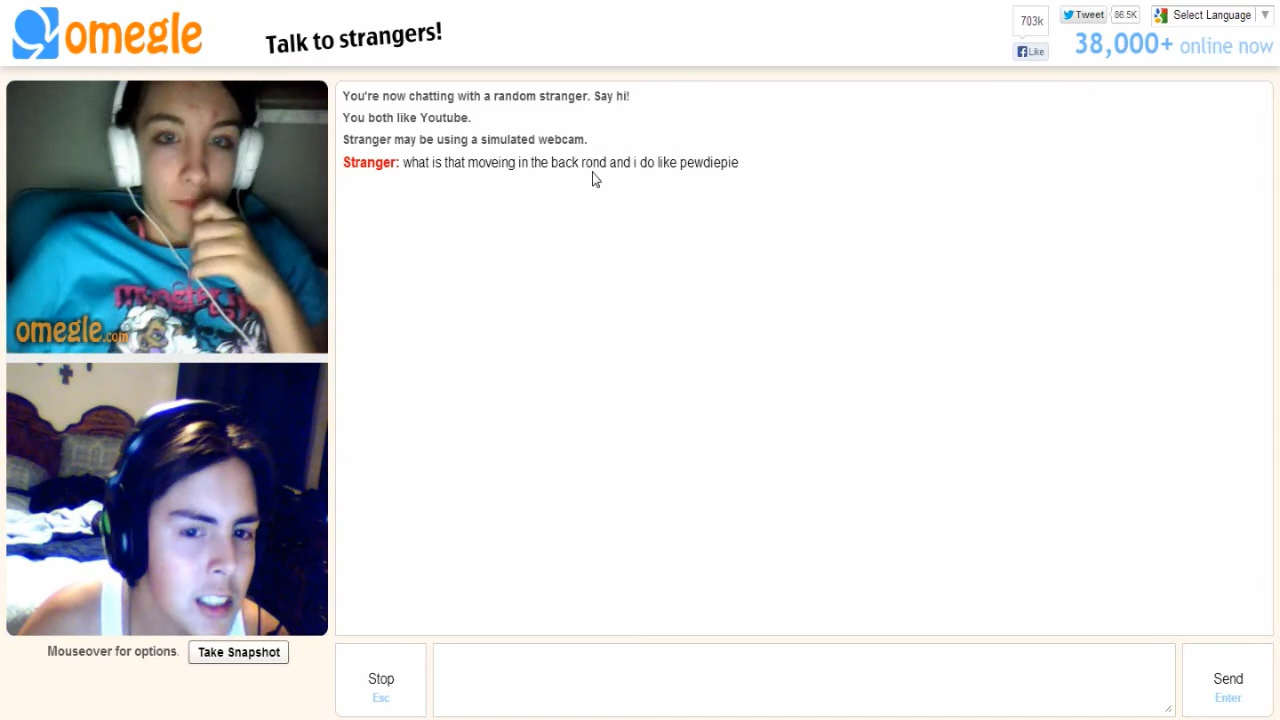 omegle
Talk to strangers!
703k
Like
Tweet
86.5K
Select Language
38,000+ online now
You're now chatting with a random stranger. Say hi!
You both like Youtube.
Stranger may be using a simulated webcam.
Stranger: what is that moveing in the back rond and i do like pewdiepie
omegle.com
Mouseover for options.
Take Snapshot
Stop
Esc
Send
Enter